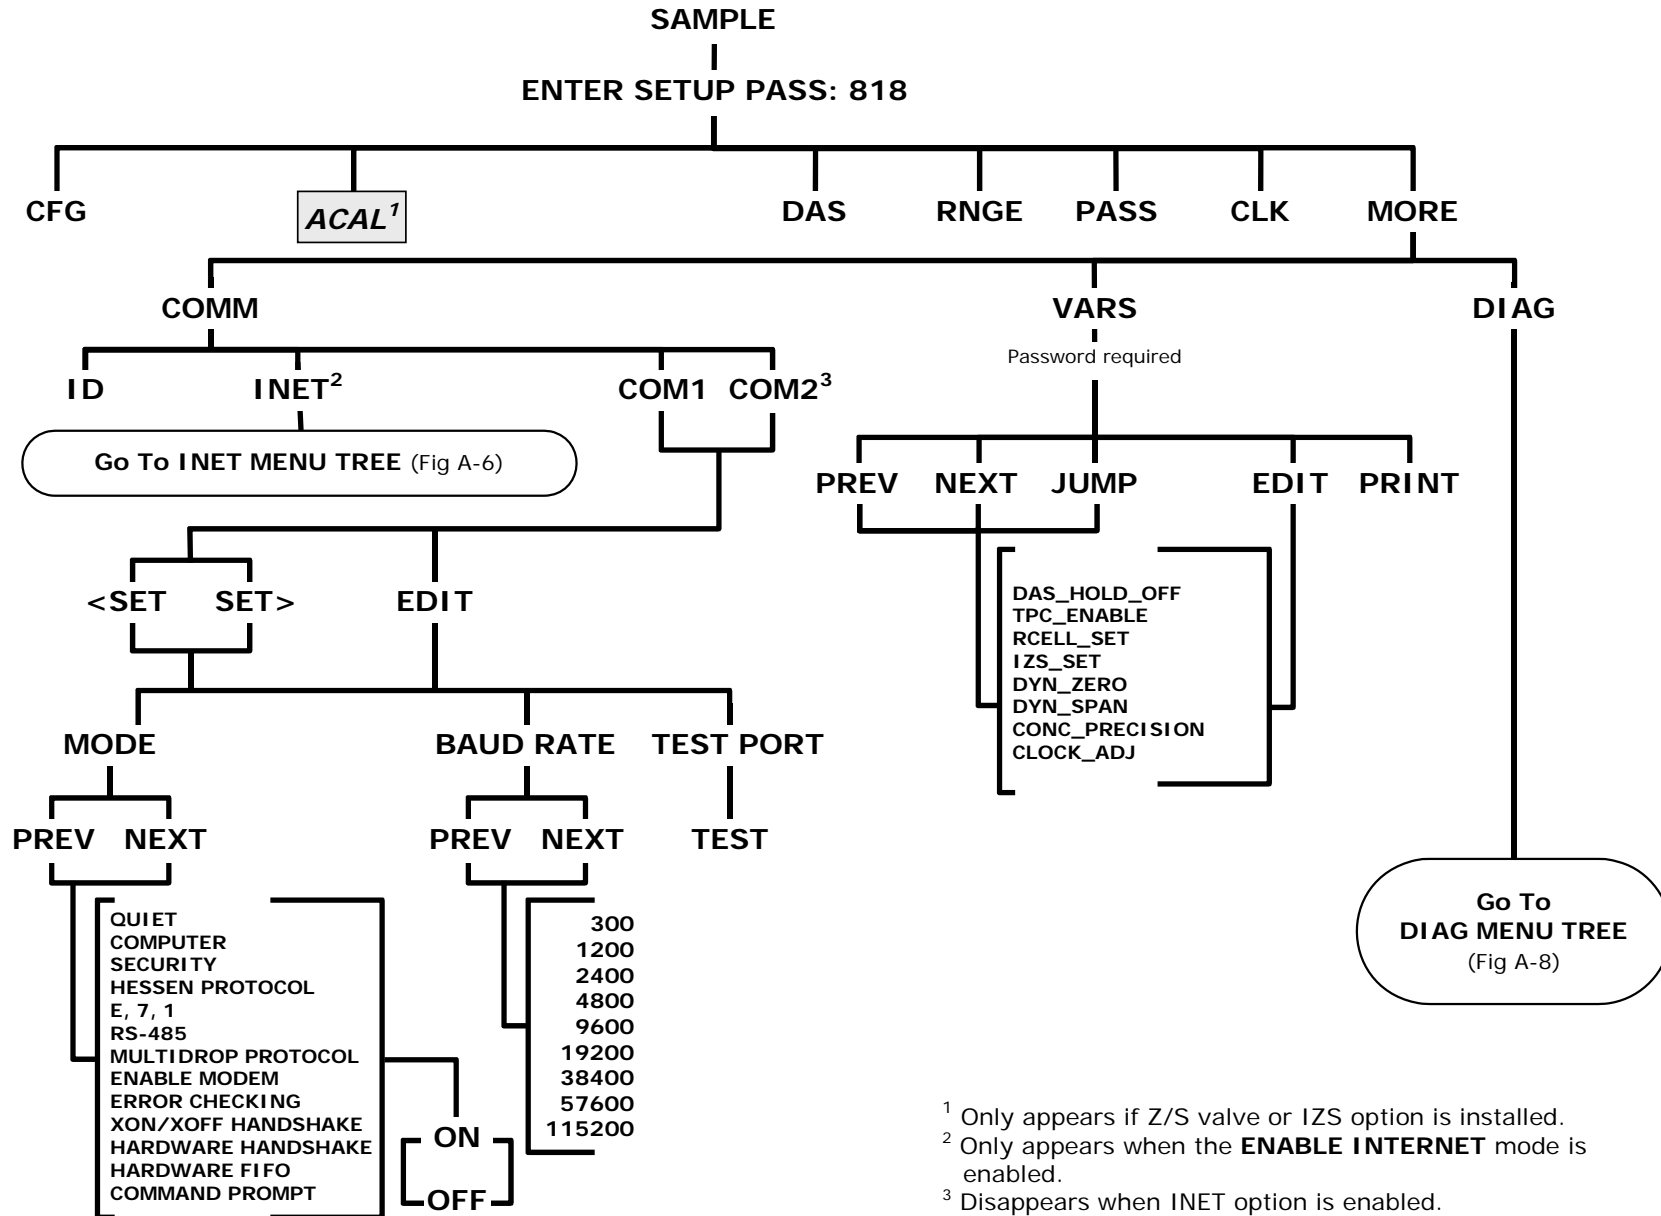 SAMPLE
ENTER SETUP PASS: 818
CFG
ACAL¹
DAS
RNGE
PASS
CLK
MORE
COMM
VARS
DIAG
Password required
ID
INET²
COM1
COM2³
Go To INET MENU TREE (Fig A-6)
PREV
NEXT
JUMP
EDIT
PRINT
<SET
SET>
EDIT
DAS_HOLD_OFF
TPC_ENABLE
RCELL_SET
IZS_SET
DYN_ZERO
DYN_SPAN
CONC_PRECISION
CLOCK_ADJ
MODE
BAUD RATE
TEST PORT
PREV
NEXT
PREV
NEXT
TEST
QUIET
COMPUTER
SECURITY
HESSEN PROTOCOL
E, 7, 1
RS-485
MULTIDROP PROTOCOL
ENABLE MODEM
ERROR CHECKING
XON/XOFF HANDSHAKE
HARDWARE HANDSHAKE
HARDWARE FIFO
COMMAND PROMPT
ON
OFF
300
1200
2400
4800
9600
19200
38400
57600
115200
Go To
DIAG MENU TREE
(Fig A-8)
¹ Only appears if Z/S valve or IZS option is installed.
² Only appears when the ENABLE INTERNET mode is
enabled.
³ Disappears when INET option is enabled.